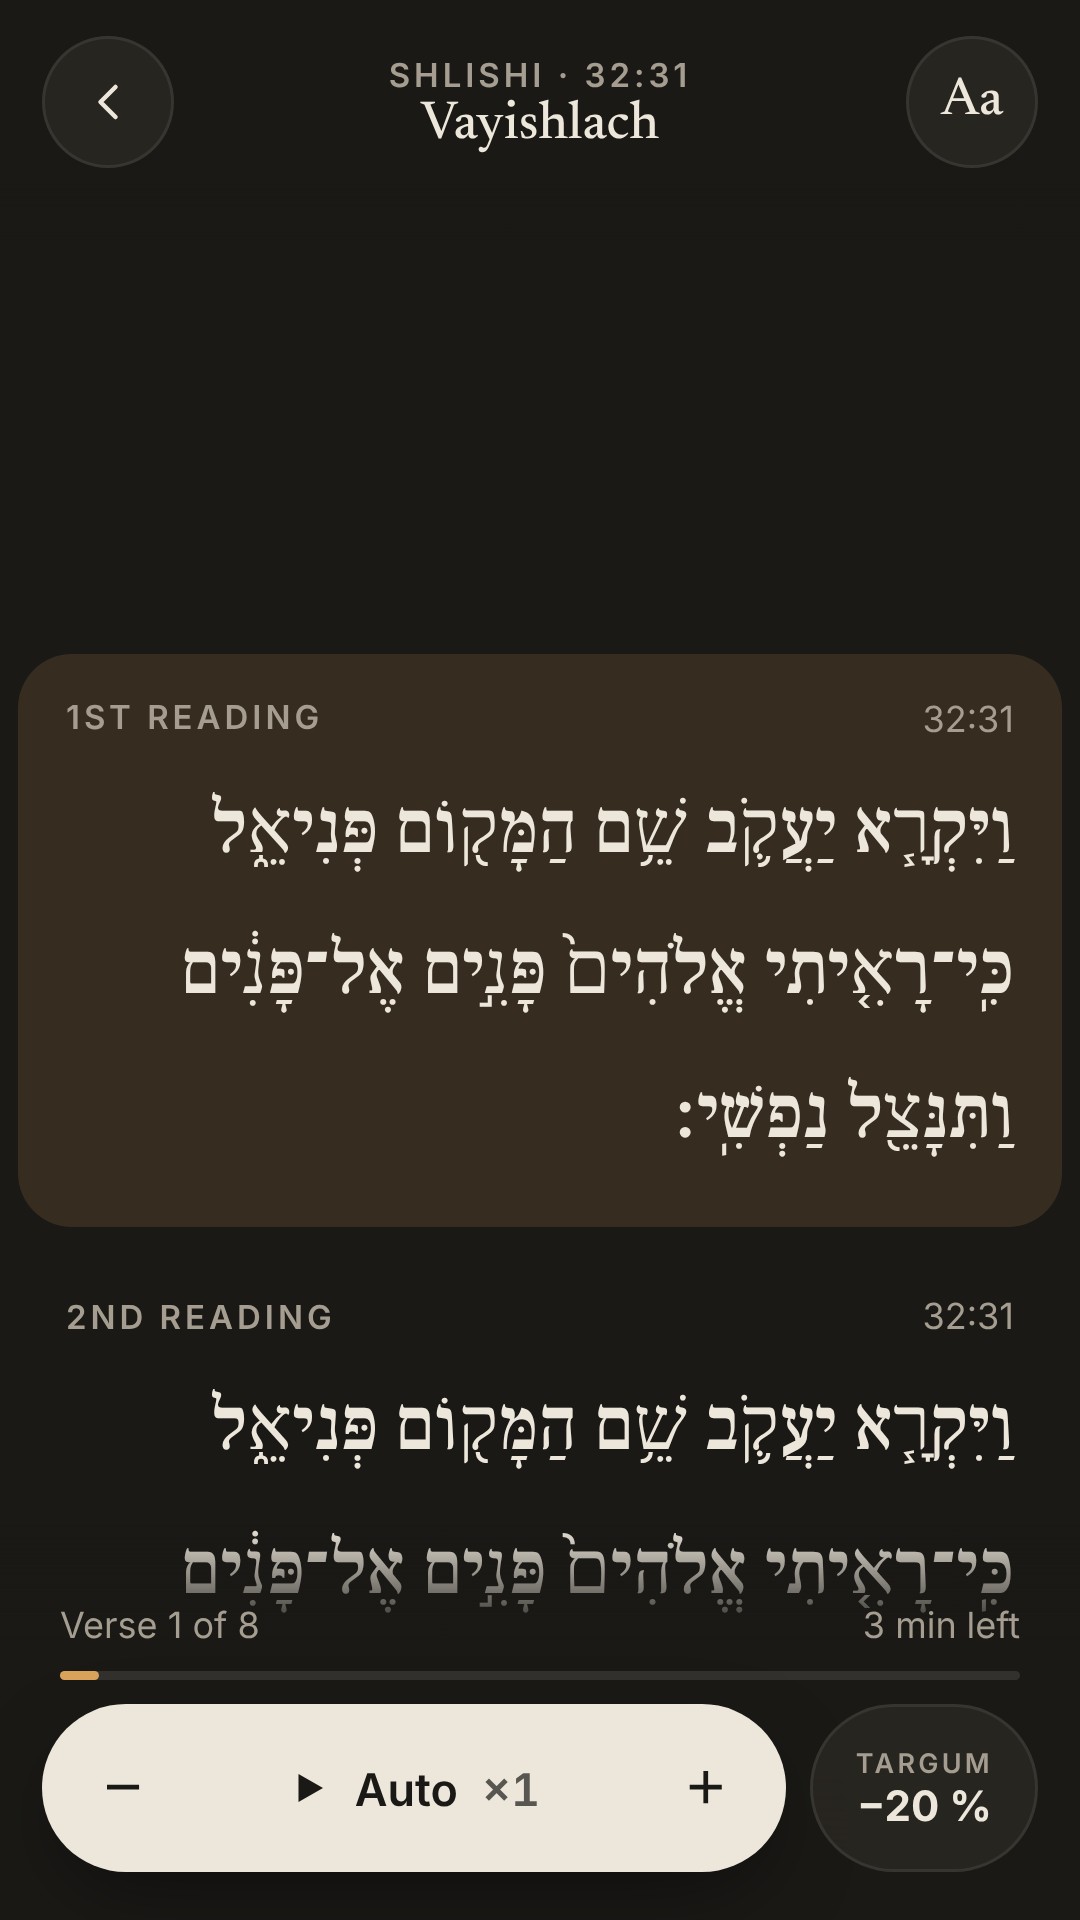 SHLISHI · 32:31
Vayishlach
Aa
1ST READING 32:31
וַיִּקְרָ֧א יַעֲקֹ֛ב שֵׁ֥ם הַמָּק֖וֹם פְּנִיאֵ֑ל
כִּֽי־רָאִ֤יתִי אֱלֹהִים֙ פָּנִ֣ים אֶל־פָּנִ֔ים
וַתִּנָּצֵ֖ל נַפְשִֽׁי׃
2ND READING 32:31
וַיִּקְרָ֧א יַעֲקֹ֛ב שֵׁ֥ם הַמָּק֖וֹם פְּנִיאֵ֑ל
כִּֽי־רָאִ֤יתִי אֱלֹהִים֙ פָּנִ֣ים אֶל־פָּנִ֔ים
Verse 1 of 8 3 min left
− ▶ Auto ×1 +
TARGUM
−20 %